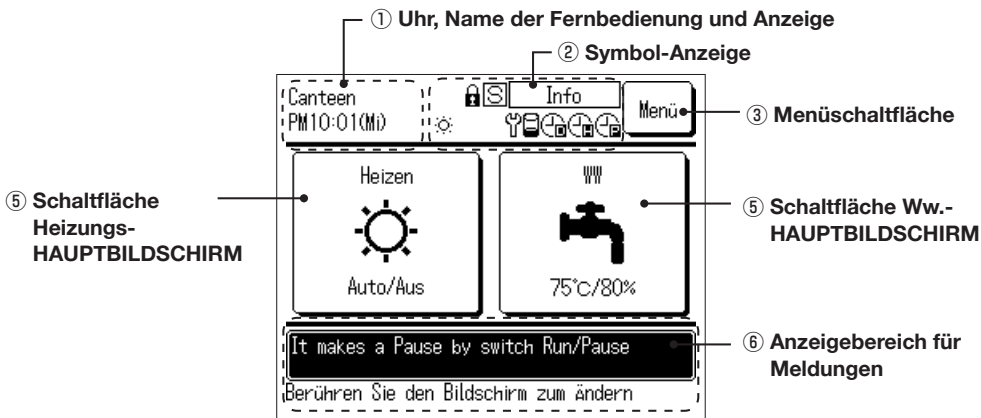 ① Uhr, Name der Fernbedienung und Anzeige
② Symbol-Anzeige
Canteen
PM10:01(Mi)
S
Info
Menü
③ Menüschaltfläche
⑤ Schaltfläche
Heizungs-
HAUPTBILDSCHIRM
Heizen
Auto/Aus
WW
75℃/80%
⑤ Schaltfläche Ww.-
HAUPTBILDSCHIRM
It makes a Pause by switch Run/Pause
Berühren Sie den Bildschirm zum ändern
⑥ Anzeigebereich für
Meldungen